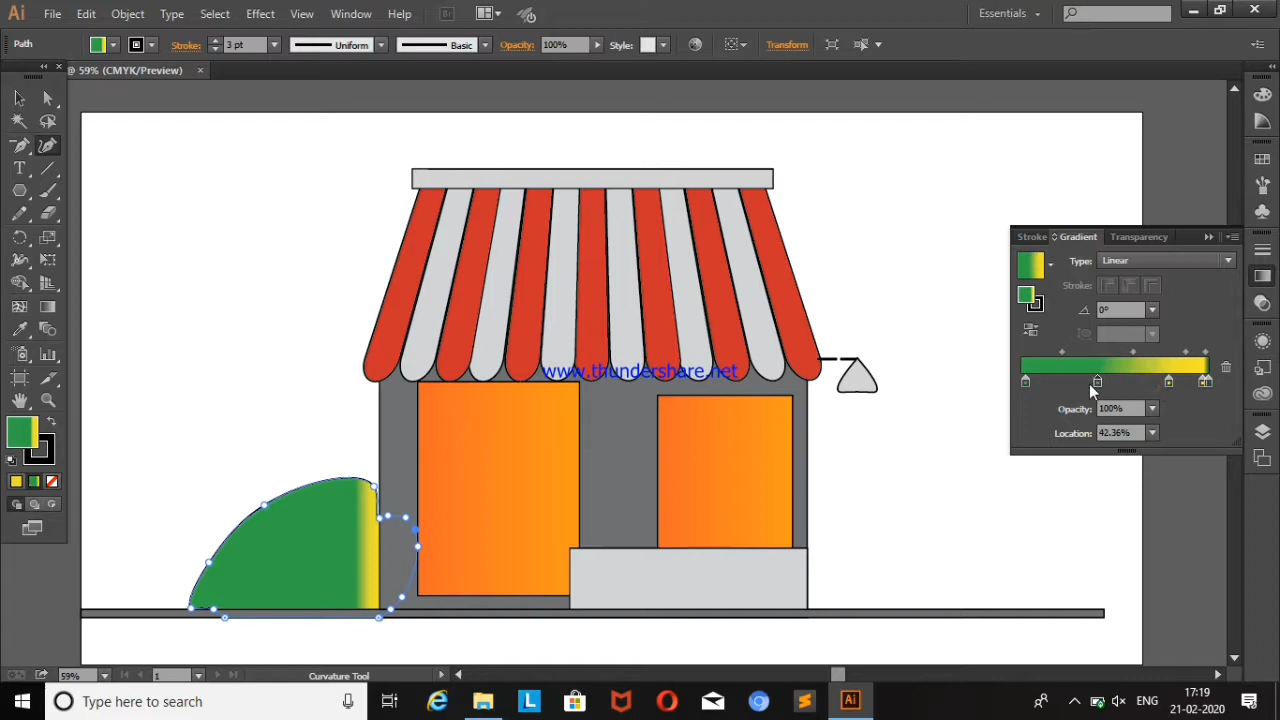 Ai File Edit Object Type Select Effect View Window Help Br Essentials
Path Stroke: 3 pt Uniform Basic Opacity: 100% Style: Transform
@ 59% (CMYK/Preview) ×
Stroke Gradient Transparency
Type: Linear
Stroke:
0°
Opacity: 100%
Location: 42.36%
www.thundershare.net
59% 1 Curvature Tool
Type here to search
ENG
17:19
21-02-2020